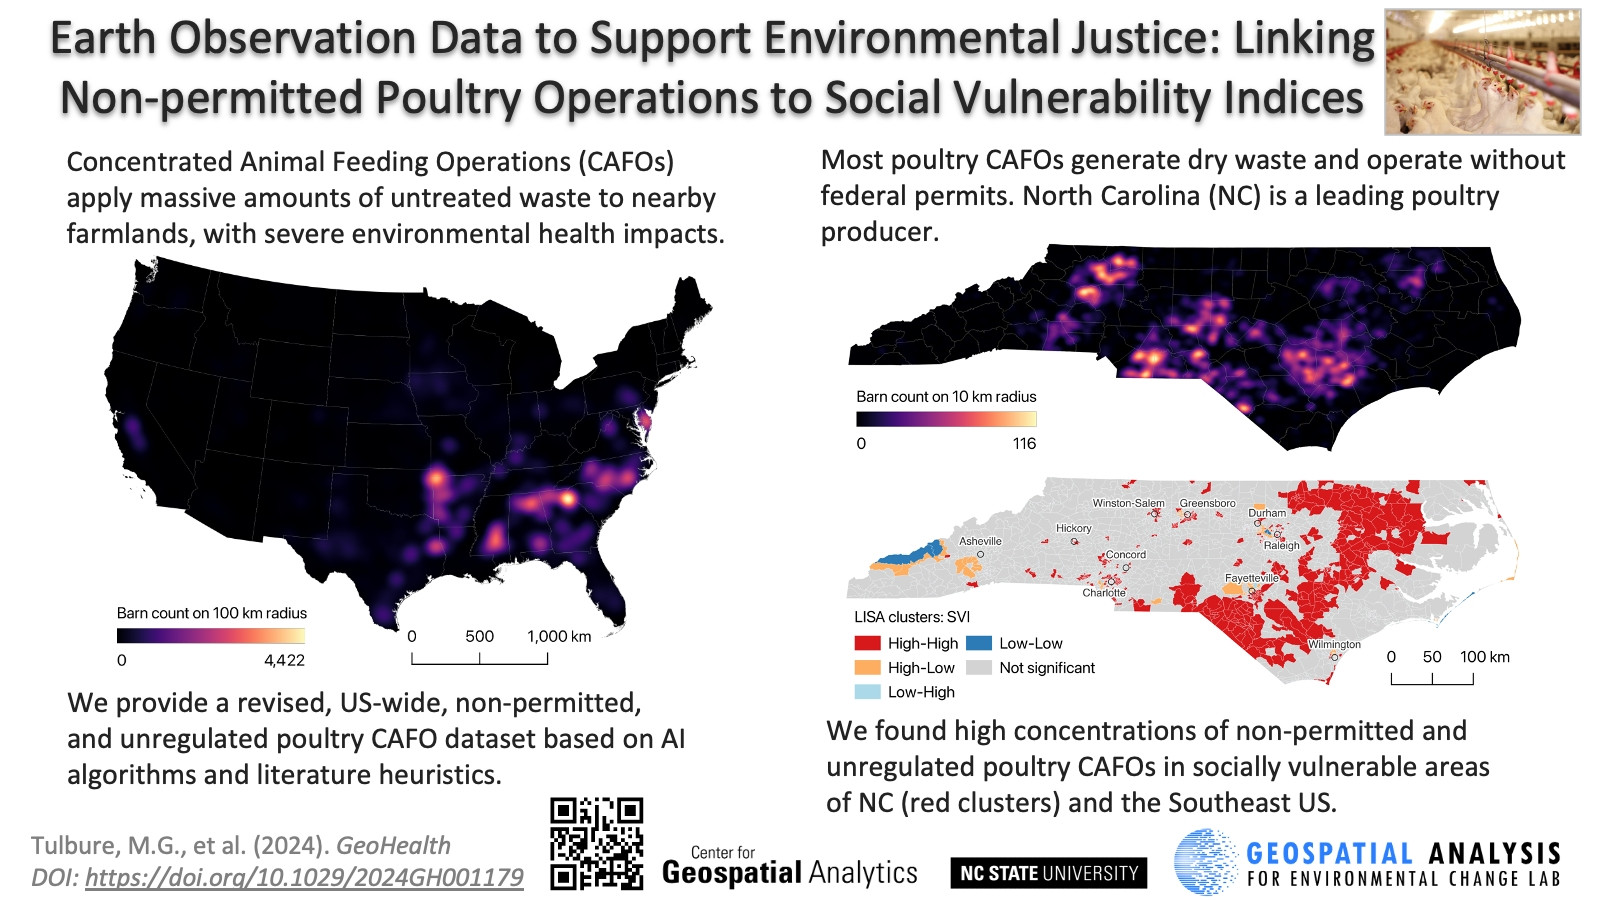 Earth Observation Data to Support Environmental Justice: Linking
Non-permitted Poultry Operations to Social Vulnerability Indices
Concentrated Animal Feeding Operations (CAFOs)
apply massive amounts of untreated waste to nearby
farmlands, with severe environmental health impacts.
Barn count on 100 km radius
0 4,422
0 500 1,000 km
We provide a revised, US-wide, non-permitted,
and unregulated poultry CAFO dataset based on AI
algorithms and literature heuristics.
Most poultry CAFOs generate dry waste and operate without
federal permits. North Carolina (NC) is a leading poultry
producer.
Barn count on 10 km radius
0 116
Winston-Salem
Greensboro
Durham
Hickory
Raleigh
Asheville
Concord
Fayetteville
Charlotte
Wilmington
LISA clusters: SVI
High-High
Low-Low
High-Low
Not significant
Low-High
0 50 100 km
We found high concentrations of non-permitted and
unregulated poultry CAFOs in socially vulnerable areas
of NC (red clusters) and the Southeast US.
Tulbure, M.G., et al. (2024). GeoHealth
DOI: https://doi.org/10.1029/2024GH001179
Center for
Geospatial Analytics
NC STATE UNIVERSITY
GEOSPATIAL ANALYSIS
FOR ENVIRONMENTAL CHANGE LAB